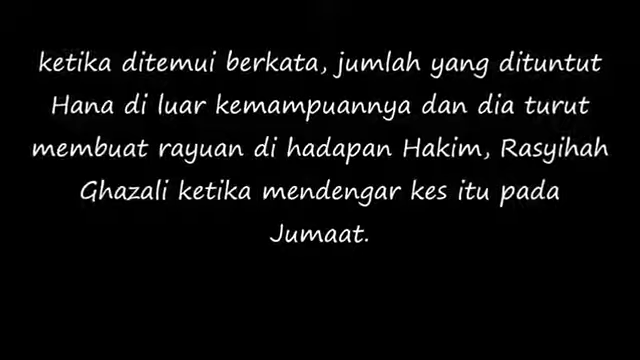 ketika ditemui berkata, jumlah yang dituntut
Hana di luar kemampuannya dan dia turut
membuat rayuan di hadapan Hakim, Rasyihah
Ghazali ketika mendengar kes itu pada
Jumaat.